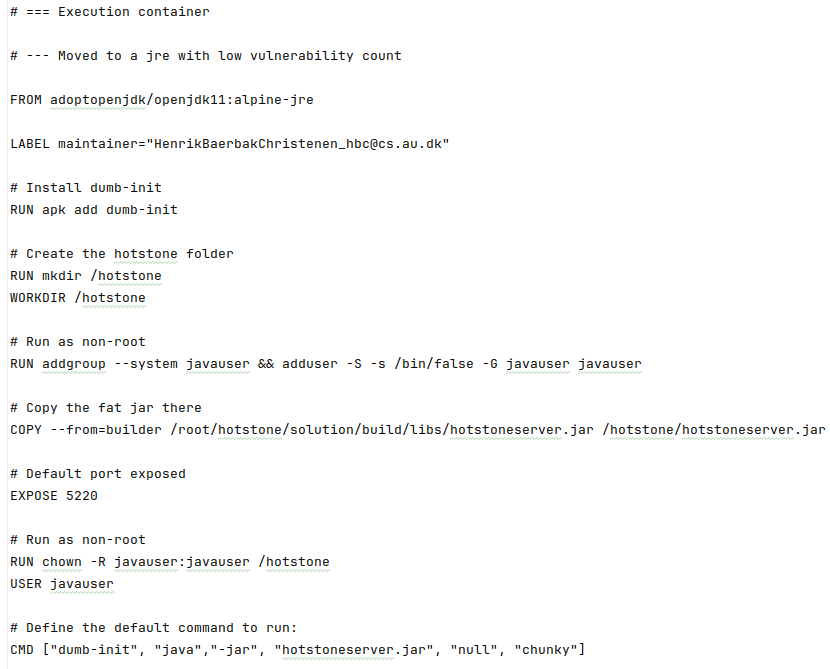 # === Execution container
# --- Moved to a jre with low vulnerability count
FROM adoptopenjdk/openjdk11:alpine-jre
LABEL maintainer="HenrikBaerbakChristenen_hbc@cs.au.dk"
# Install dumb-init
RUN apk add dumb-init
# Create the hotstone folder
RUN mkdir /hotstone
WORKDIR /hotstone
# Run as non-root
RUN addgroup --system javauser && adduser -S -s /bin/false -G javauser javauser
# Copy the fat jar there
COPY --from=builder /root/hotstone/solution/build/libs/hotstoneserver.jar /hotstone/hotstoneserver.jar
# Default port exposed
EXPOSE 5220
# Run as non-root
RUN chown -R javauser:javauser /hotstone
USER javauser
# Define the default command to run:
CMD ["dumb-init", "java","-jar", "hotstoneserver.jar", "null", "chunky"]